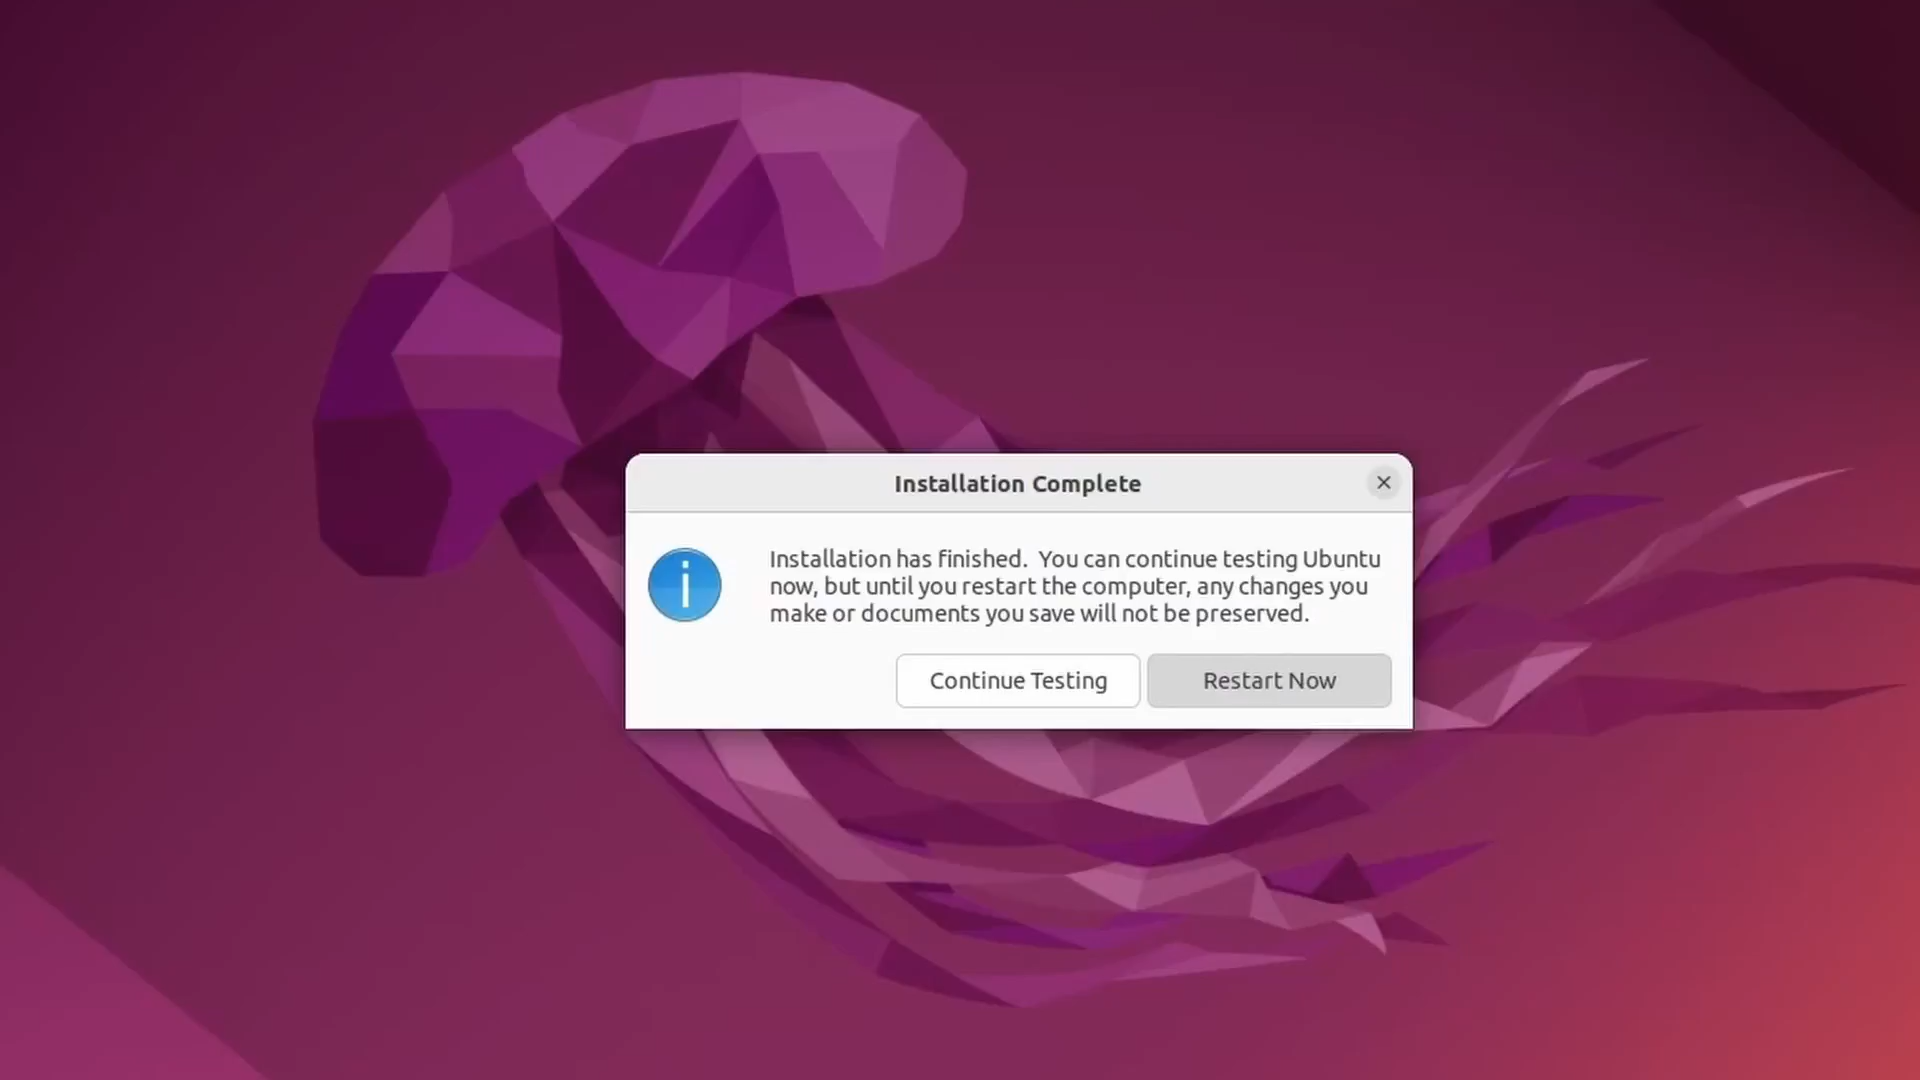 Installation Complete
Installation has finished.  You can continue testing Ubuntu
now, but until you restart the computer, any changes you
make or documents you save will not be preserved.
Continue Testing
Restart Now